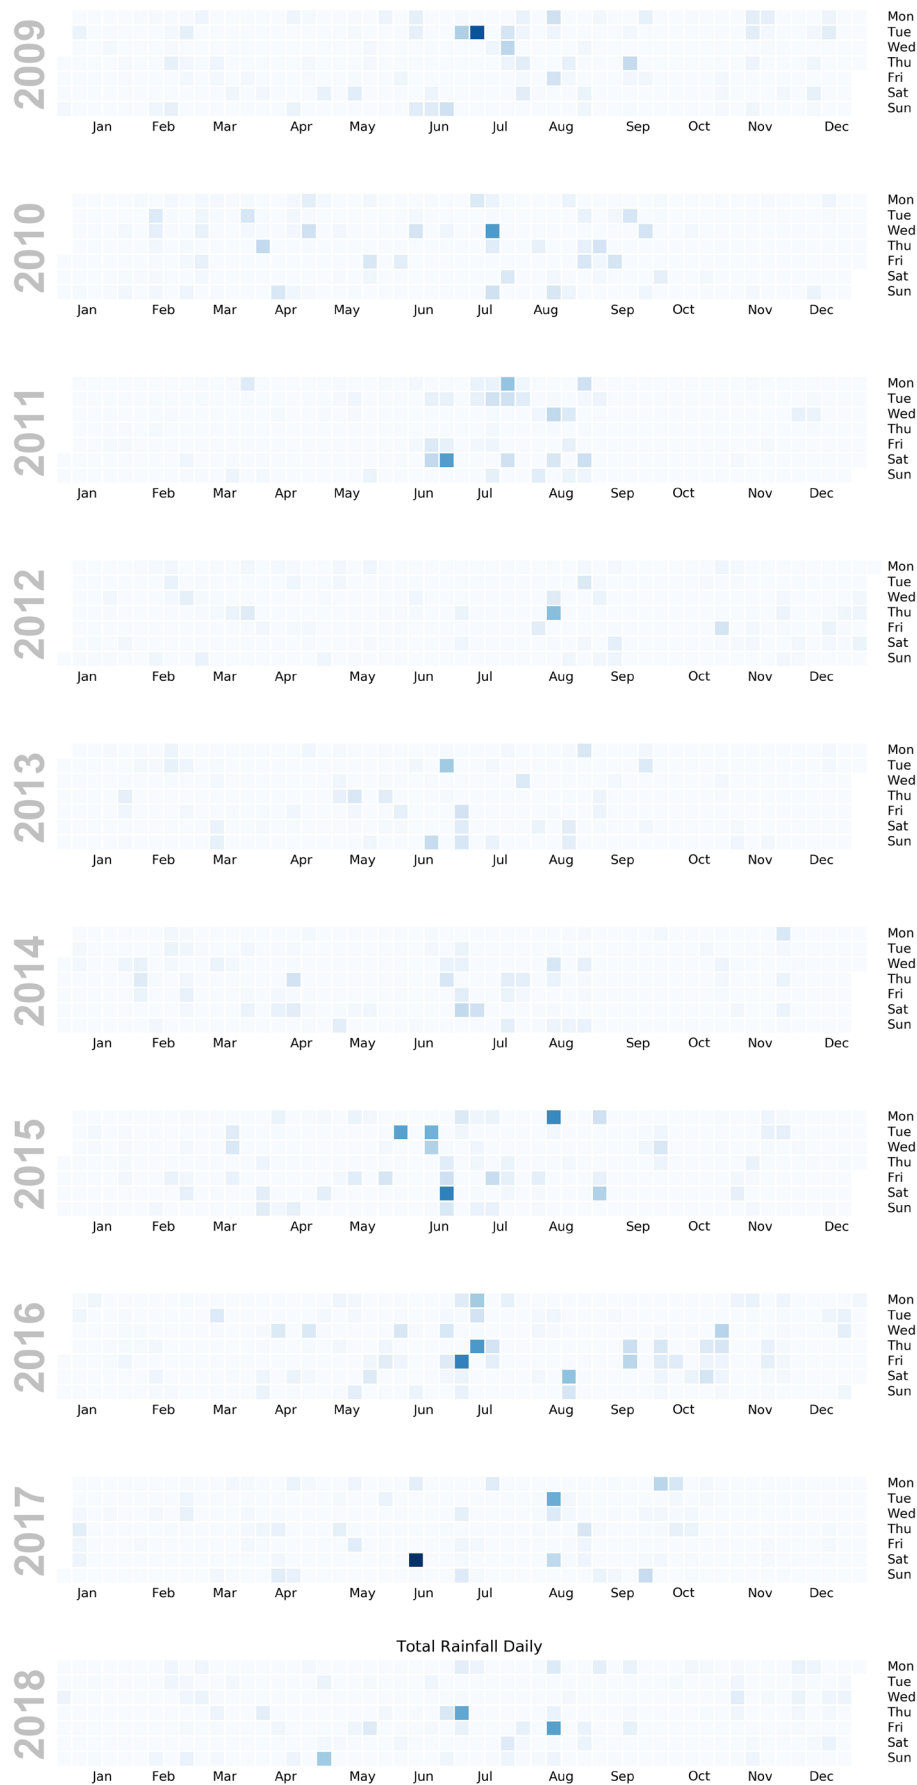 2009
Mon
Tue
Wed
Thu
Fri
Sat
Sun
Jan Feb Mar Apr May Jun Jul Aug Sep Oct Nov Dec
2010
Mon
Tue
Wed
Thu
Fri
Sat
Sun
Jan Feb Mar Apr May Jun Jul Aug Sep Oct Nov Dec
2011
Mon
Tue
Wed
Thu
Fri
Sat
Sun
Jan Feb Mar Apr May Jun Jul Aug Sep Oct Nov Dec
2012
Mon
Tue
Wed
Thu
Fri
Sat
Sun
Jan Feb Mar Apr May Jun Jul Aug Sep Oct Nov Dec
2013
Mon
Tue
Wed
Thu
Fri
Sat
Sun
Jan Feb Mar Apr May Jun Jul Aug Sep Oct Nov Dec
2014
Mon
Tue
Wed
Thu
Fri
Sat
Sun
Jan Feb Mar Apr May Jun Jul Aug Sep Oct Nov Dec
2015
Mon
Tue
Wed
Thu
Fri
Sat
Sun
Jan Feb Mar Apr May Jun Jul Aug Sep Oct Nov Dec
2016
Mon
Tue
Wed
Thu
Fri
Sat
Sun
Jan Feb Mar Apr May Jun Jul Aug Sep Oct Nov Dec
2017
Mon
Tue
Wed
Thu
Fri
Sat
Sun
Jan Feb Mar Apr May Jun Jul Aug Sep Oct Nov Dec
Total Rainfall Daily
2018
Mon
Tue
Wed
Thu
Fri
Sat
Sun
Jan Feb Mar Apr May Jun Jul Aug Sep Oct Nov Dec